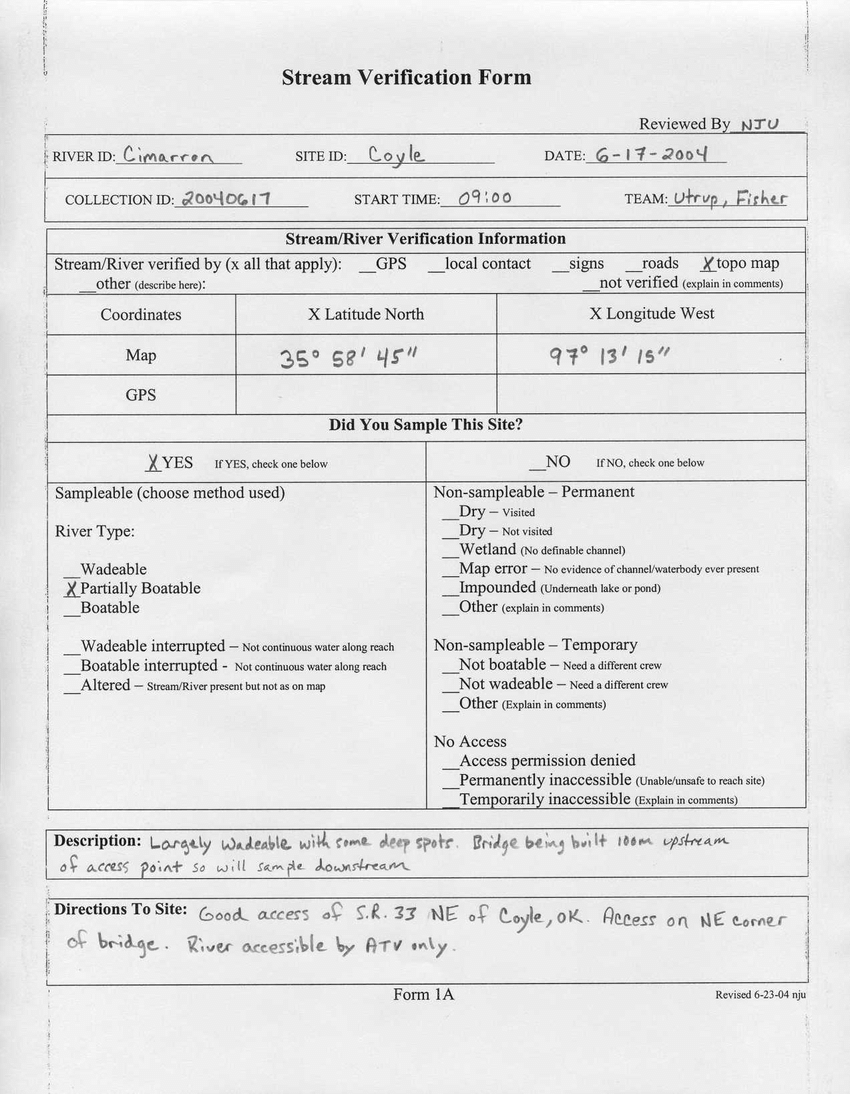 Stream Verification Form
Reviewed By NJU
RIVER ID: Cimarron SITE ID: Coyle DATE: 6-17-2004
COLLECTION ID: 20040617 START TIME: 09:00 TEAM: Utrup, Fisher
Stream/River Verification Information
Stream/River verified by (x all that apply): __GPS __local contact __signs __roads X topo map
__other (describe here): __not verified (explain in comments)
Coordinates X Latitude North X Longitude West
Map 35° 58' 45" 97° 13' 15"
GPS
Did You Sample This Site?
X YES If YES, check one below __NO If NO, check one below
Sampleable (choose method used)
River Type:
__Wadeable
X Partially Boatable
__Boatable
__Wadeable interrupted – Not continuous water along reach
__Boatable interrupted - Not continuous water along reach
__Altered – Stream/River present but not as on map
Non-sampleable – Permanent
__Dry – Visited
__Dry – Not visited
__Wetland (No definable channel)
__Map error – No evidence of channel/waterbody ever present
__Impounded (Underneath lake or pond)
__Other (explain in comments)
Non-sampleable – Temporary
__Not boatable – Need a different crew
__Not wadeable – Need a different crew
__Other (Explain in comments)
No Access
__Access permission denied
__Permanently inaccessible (Unable/unsafe to reach site)
__Temporarily inaccessible (Explain in comments)
Description: Largely wadeable with some deep spots. Bridge being built 100m upstream
of access point so will sample downstream
Directions To Site: Good access of S.R. 33 NE of Coyle, OK. Access on NE corner
of bridge. River accessible by ATV only.
Form 1A
Revised 6-23-04 nju